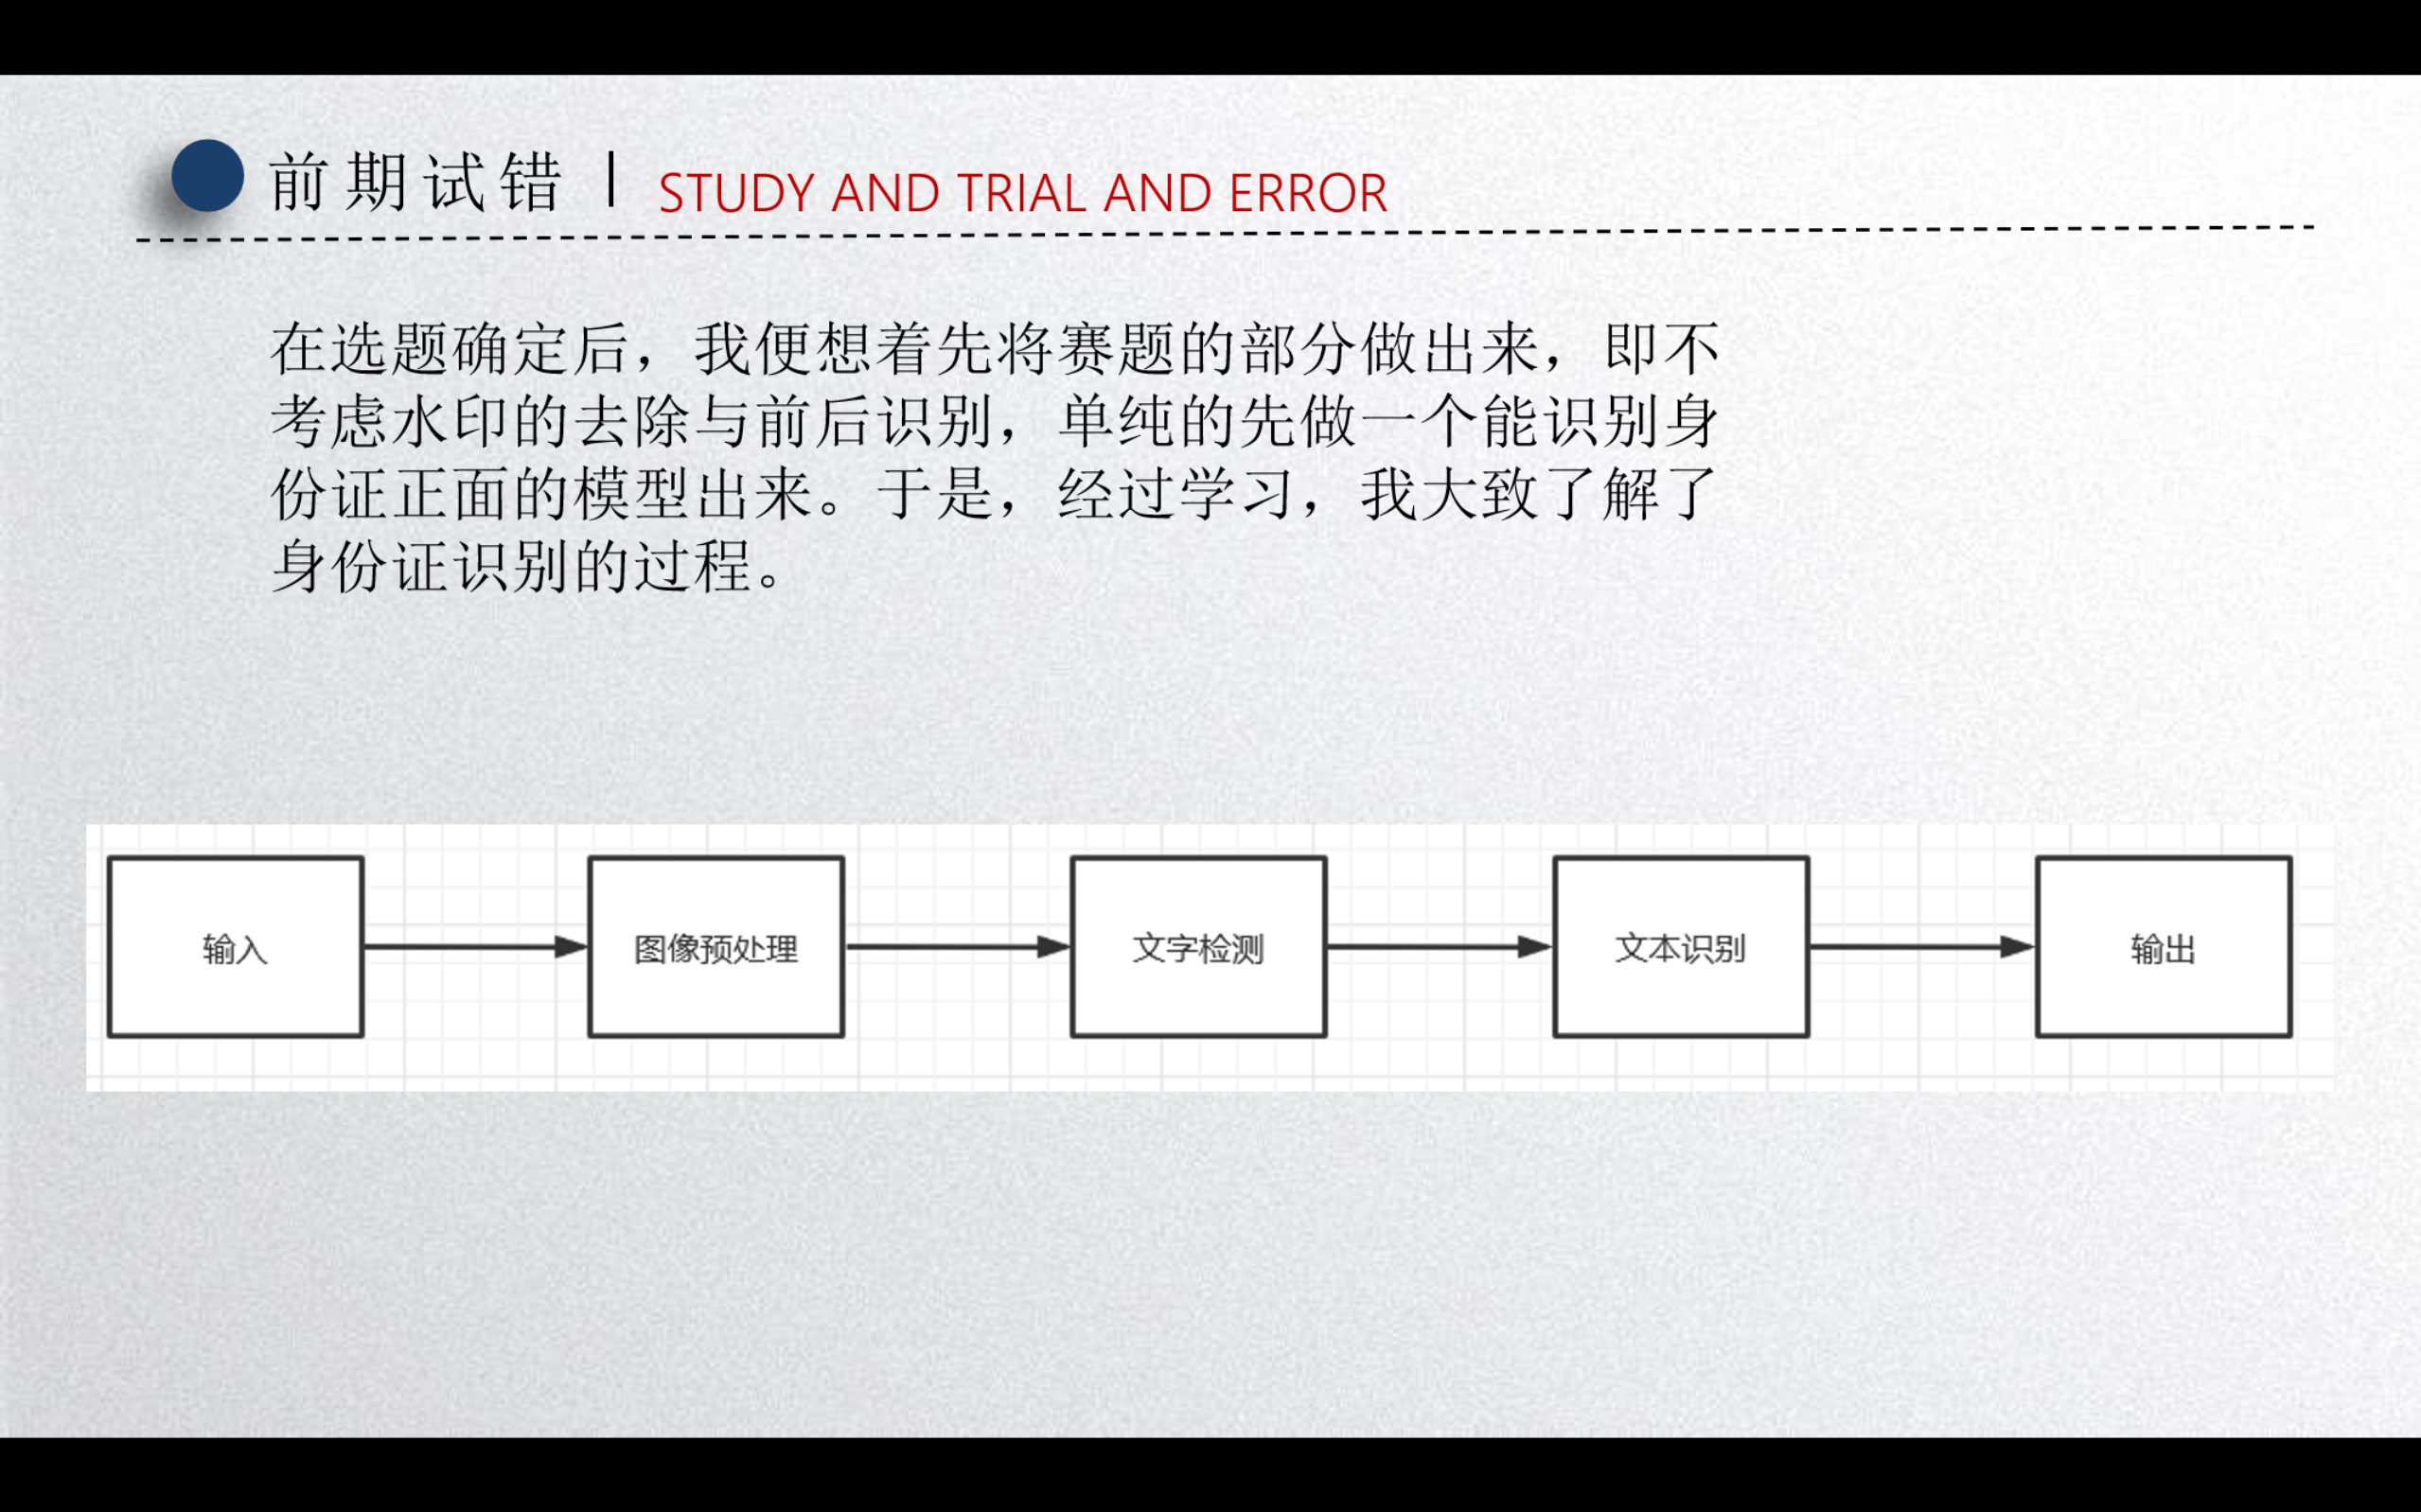 前期试错 | STUDY AND TRIAL AND ERROR
在选题确定后，我便想着先将赛题的部分做出来，即不
考虑水印的去除与前后识别，单纯的先做一个能识别身
份证正面的模型出来。于是，经过学习，我大致了解了
身份证识别的过程。
输入
图像预处理
文字检测
文本识别
输出